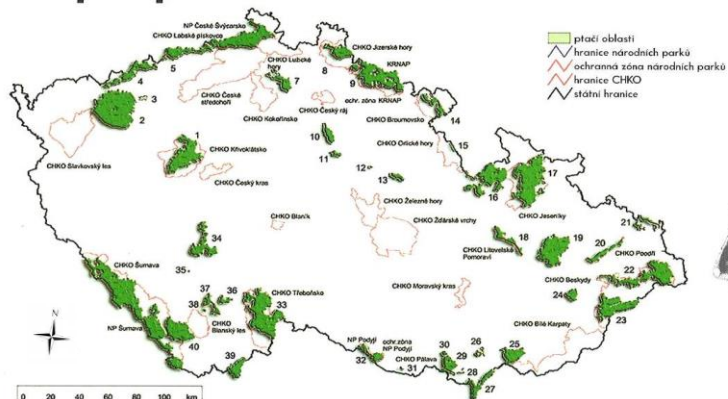 NP České Švýcarsko
CHKO Labské pískovce
CHKO Jizerské hory
KRNAP
CHKO Lužické
hory
8
5
4
3
2
7
9
ochr. zóna KRNAP
CHKO České
středohoří
CHKO Český ráj
CHKO Kokořínsko
CHKO Broumovsko
14
10
11
12
13
15
CHKO Orlické hory
CHKO Slavkovský les
1
CHKO Křivoklátsko
CHKO Český kras
16
17
CHKO Železné hory
CHKO Blaník
CHKO Žďárské vrchy
CHKO Jeseníky
34
35
18
19
20
21
CHKO Litovelské
Pomoraví
CHKO Poodří
22
CHKO Šumava
CHKO Moravský kras
CHKO Beskydy
24
23
37
36
38
CHKO Třeboňsko
33
CHKO
Blanský les
CHKO Bílé Karpaty
N
NP Šumava
40
39
NP Podyjí
ochr. zóna
NP Podyjí
32
31
CHKO Pálava
30
29
26
28
25
27
0 20 40 60 80 100 km
ptačí oblasti
hranice národních parků
ochranná zóna národních parků
hranice CHKO
státní hranice